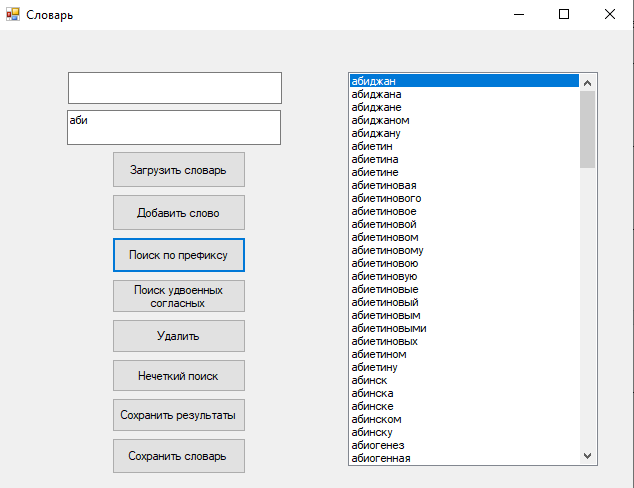 Словарь
аби
Загрузить словарь
Добавить слово
Поиск по префиксу
Поиск удвоенных
согласных
Удалить
Нечеткий поиск
Сохранить результаты
Сохранить словарь
абиджан
абиджана
абиджане
абиджаном
абиджану
абиетин
абиетина
абиетине
абиетиновая
абиетинового
абиетиновое
абиетиновой
абиетиновом
абиетиновому
абиетиновою
абиетиновую
абиетиновые
абиетиновый
абиетиновым
абиетиновыми
абиетиновых
абиетином
абиетину
абинск
абинска
абинске
абинском
абинску
абиогенез
абиогенная